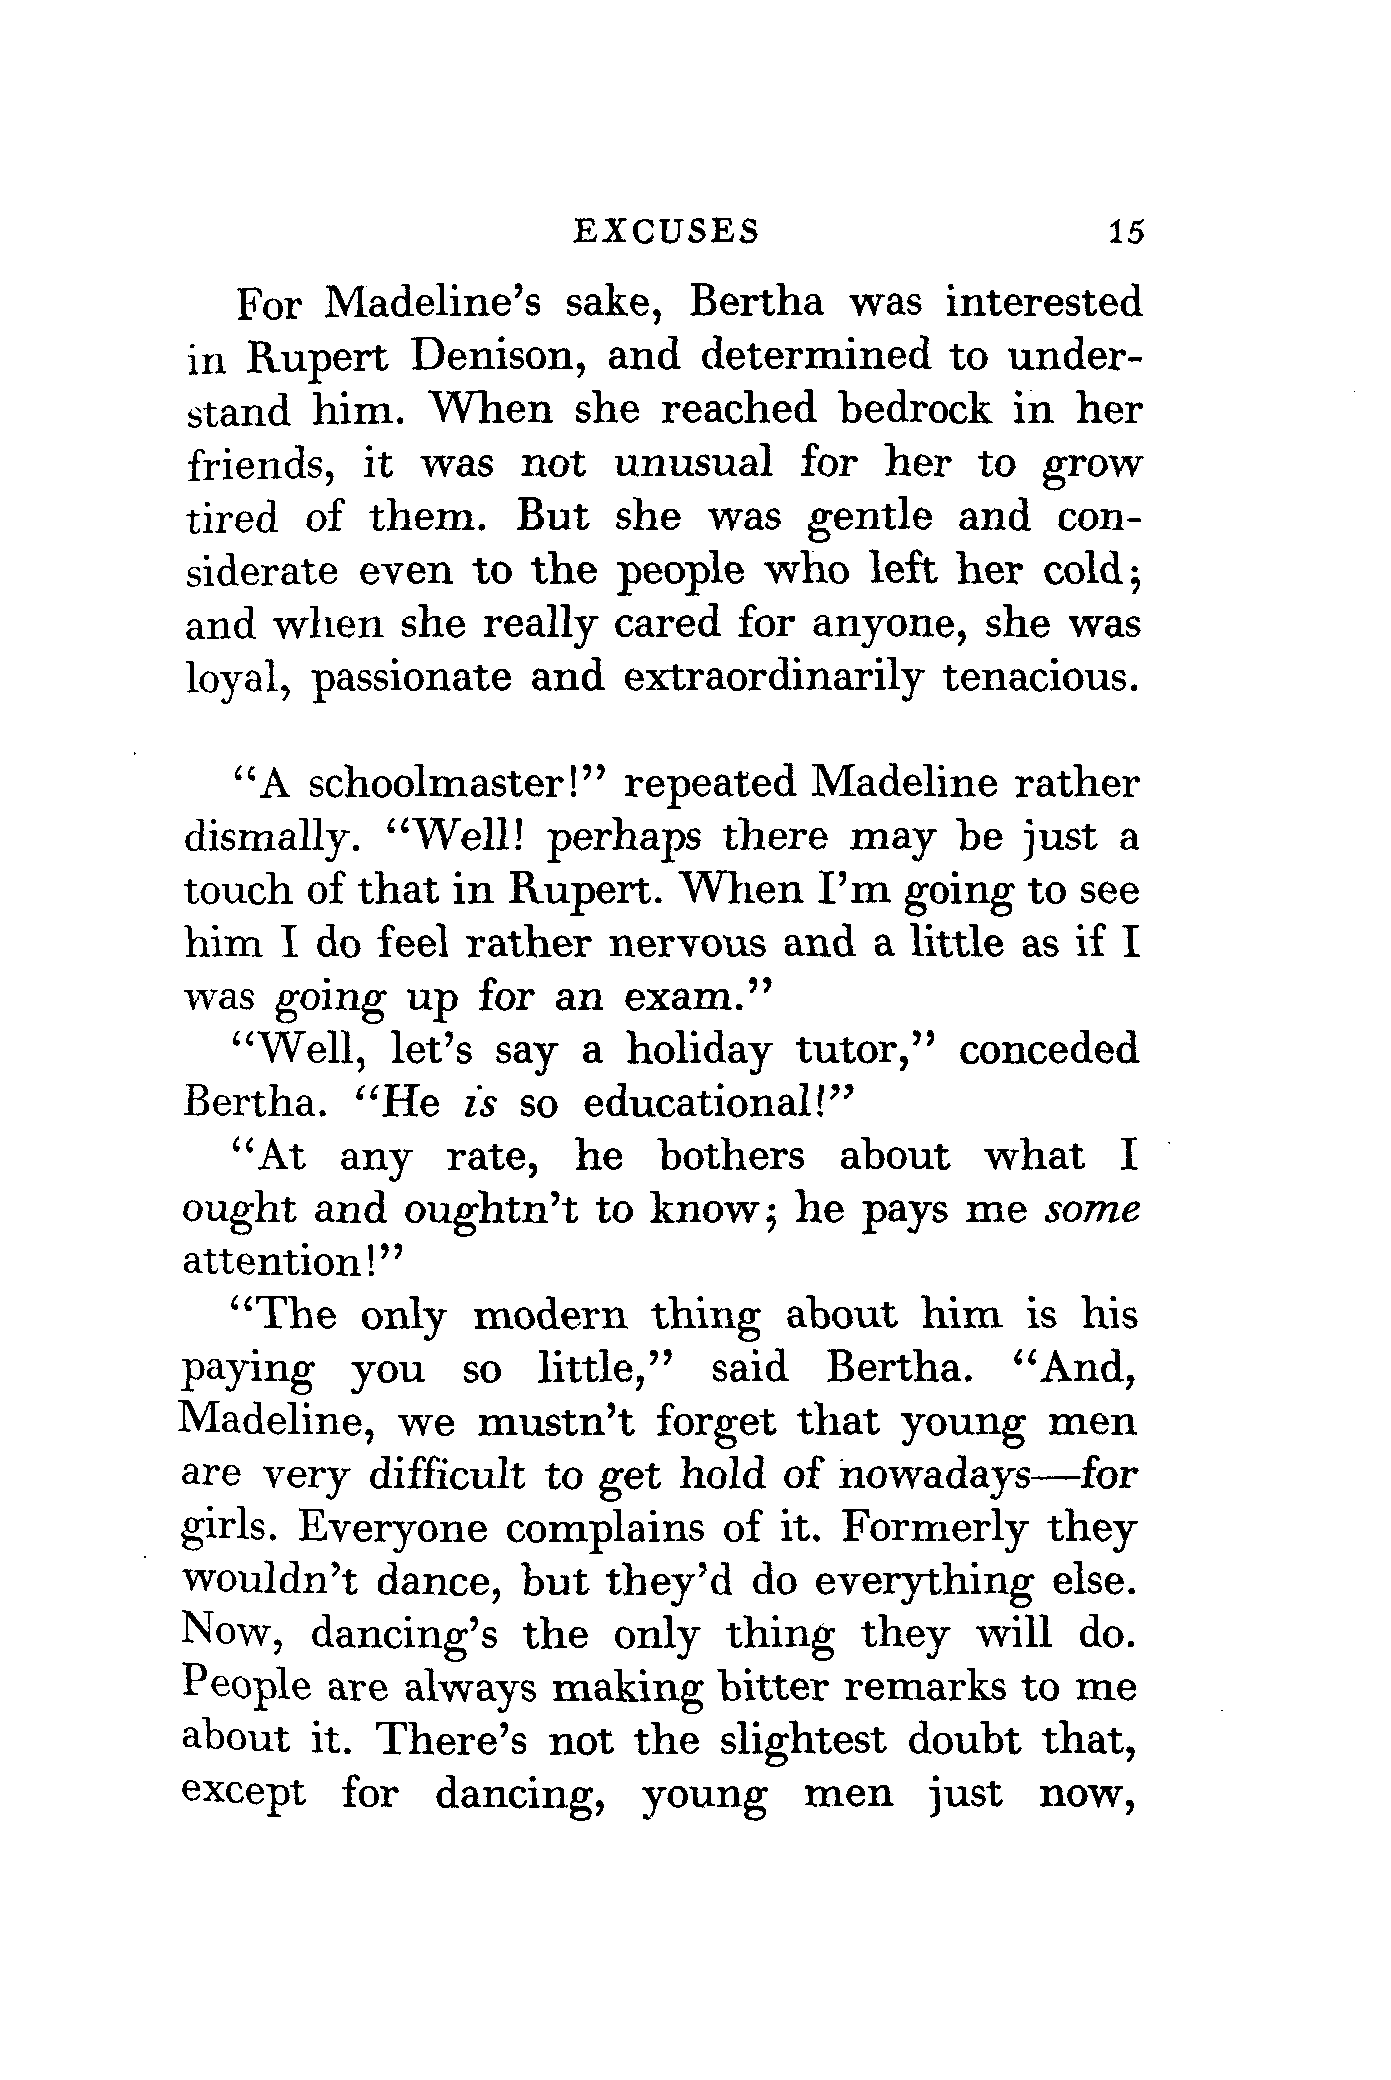 EXCUSES 15
For Madeline's sake, Bertha was interested
in Rupert Denison, and determined to under-
stand him. When she reached bedrock in her
friends, it was not unusual for her to grow
tired of them. But she was gentle and con-
siderate even to the people who left her cold;
and when she really cared for anyone, she was
loyal, passionate and extraordinarily tenacious.
"A schoolmaster!" repeated Madeline rather
dismally. "Well! perhaps there may be just a
touch of that in Rupert. When I'm going to see
him I do feel rather nervous and a little as if I
was going up for an exam."
"Well, let's say a holiday tutor," conceded
Bertha. "He is so educational!"
"At any rate, he bothers about what I
ought and oughtn't to know; he pays me some
attention!"
"The only modern thing about him is his
paying you so little," said Bertha. "And,
Madeline, we mustn't forget that young men
are very difficult to get hold of nowadays—for
girls. Everyone complains of it. Formerly they
wouldn't dance, but they'd do everything else.
Now, dancing's the only thing they will do.
People are always making bitter remarks to me
about it. There's not the slightest doubt that,
except for dancing, young men just now,